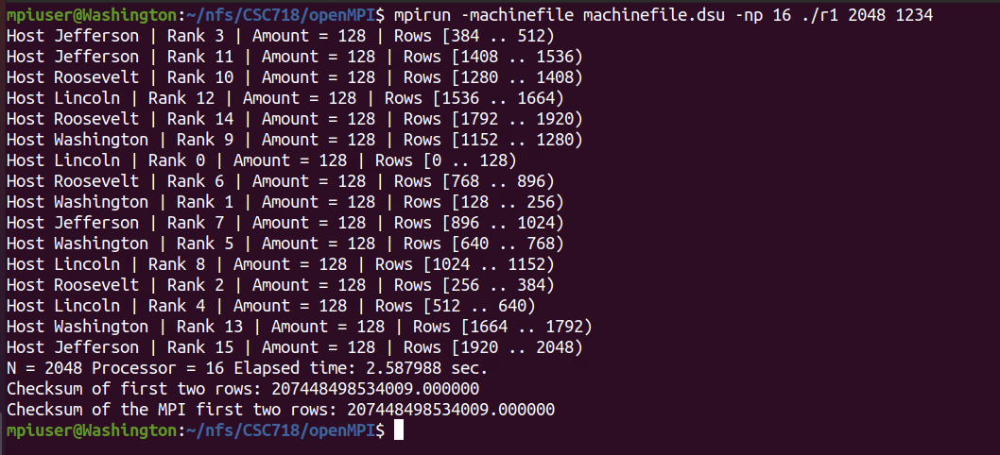 mpiuser@Washington:~/nfs/CSC718/openMPI$ mpirun -machinefile machinefile.dsu -np 16 ./r1 2048 1234
Host Jefferson | Rank 3 | Amount = 128 | Rows [384 .. 512)
Host Jefferson | Rank 11 | Amount = 128 | Rows [1408 .. 1536)
Host Roosevelt | Rank 10 | Amount = 128 | Rows [1280 .. 1408)
Host Lincoln | Rank 12 | Amount = 128 | Rows [1536 .. 1664)
Host Roosevelt | Rank 14 | Amount = 128 | Rows [1792 .. 1920)
Host Washington | Rank 9 | Amount = 128 | Rows [1152 .. 1280)
Host Lincoln | Rank 0 | Amount = 128 | Rows [0 .. 128)
Host Roosevelt | Rank 6 | Amount = 128 | Rows [768 .. 896)
Host Washington | Rank 1 | Amount = 128 | Rows [128 .. 256)
Host Jefferson | Rank 7 | Amount = 128 | Rows [896 .. 1024)
Host Washington | Rank 5 | Amount = 128 | Rows [640 .. 768)
Host Lincoln | Rank 8 | Amount = 128 | Rows [1024 .. 1152)
Host Roosevelt | Rank 2 | Amount = 128 | Rows [256 .. 384)
Host Lincoln | Rank 4 | Amount = 128 | Rows [512 .. 640)
Host Washington | Rank 13 | Amount = 128 | Rows [1664 .. 1792)
Host Jefferson | Rank 15 | Amount = 128 | Rows [1920 .. 2048)
N = 2048 Processor = 16 Elapsed time: 2.587988 sec.
Checksum of first two rows: 207448498534009.000000
Checksum of the MPI first two rows: 207448498534009.000000
mpiuser@Washington:~/nfs/CSC718/openMPI$